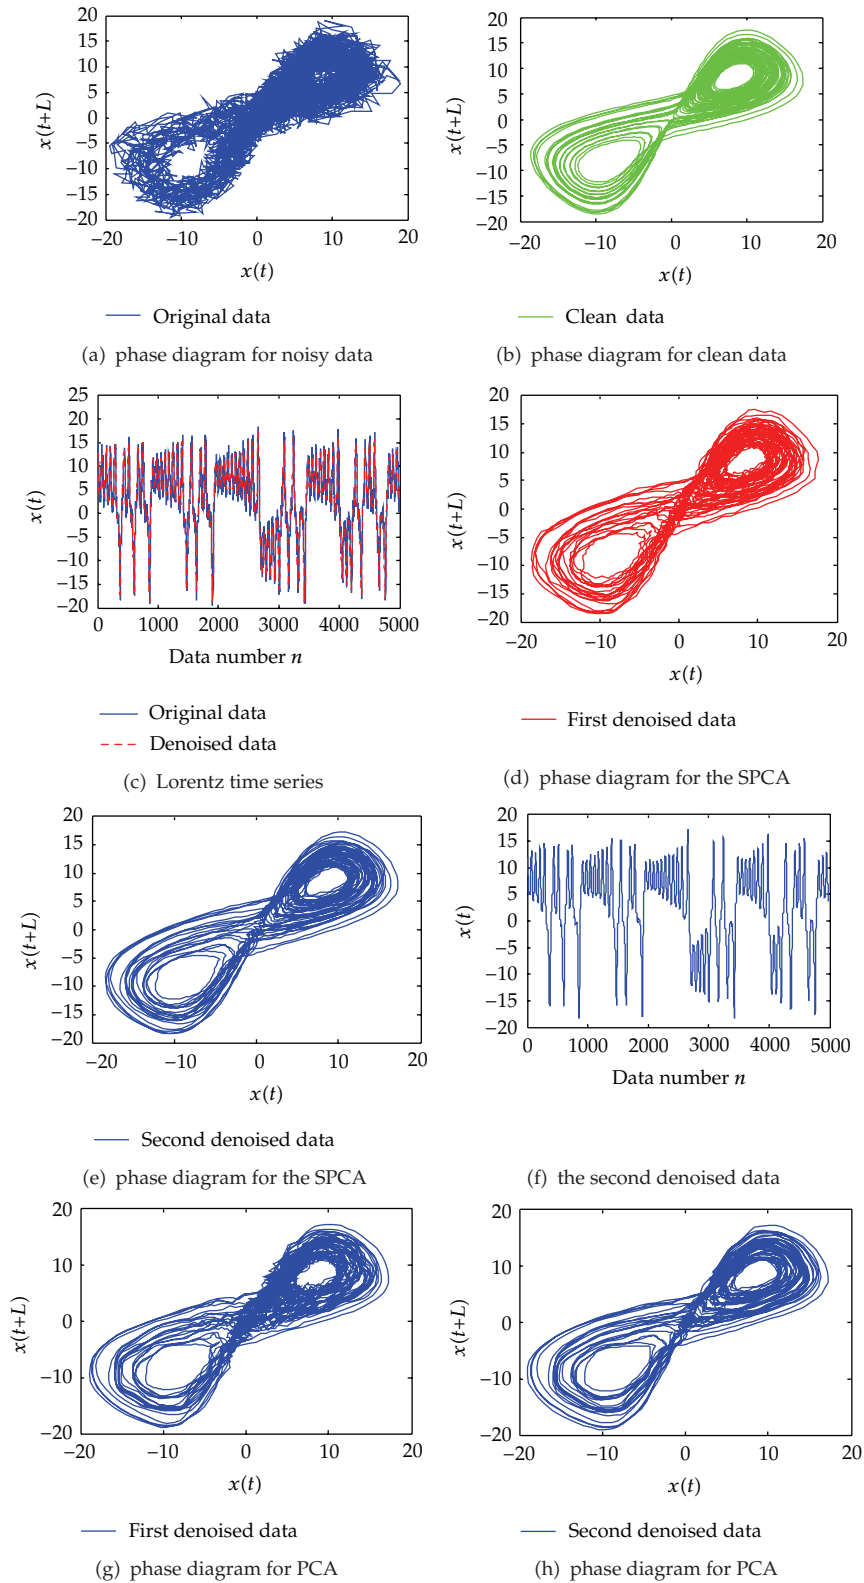 20
15
10
5
0
−5
−10
−15
−20
x(t+L)
−20 −10 0 10 20
x(t)
Original data
(a) phase diagram for noisy data
20
15
10
5
0
−5
−10
−15
−20
x(t+L)
−20 −10 0 10 20
x(t)
Clean data
(b) phase diagram for clean data
25
20
15
10
5
0
−5
−10
−15
−20
x(t)
0 1000 2000 3000 4000 5000
Data number n
Original data
Denoised data
(c) Lorentz time series
20
15
10
5
0
−5
−10
−15
−20
x(t+L)
−20 −10 0 10 20
x(t)
First denoised data
(d) phase diagram for the SPCA
20
15
10
5
0
−5
−10
−15
−20
x(t+L)
−20 −10 0 10 20
x(t)
Second denoised data
(e) phase diagram for the SPCA
20
15
10
5
0
−5
−10
−15
−20
x(t)
0 1000 2000 3000 4000 5000
Data number n
(f) the second denoised data
20
10
0
−10
−20
x(t+L)
−20 −10 0 10 20
x(t)
First denoised data
(g) phase diagram for PCA
20
10
0
−10
−20
x(t+L)
−20 −10 0 10 20
x(t)
Second denoised data
(h) phase diagram for PCA